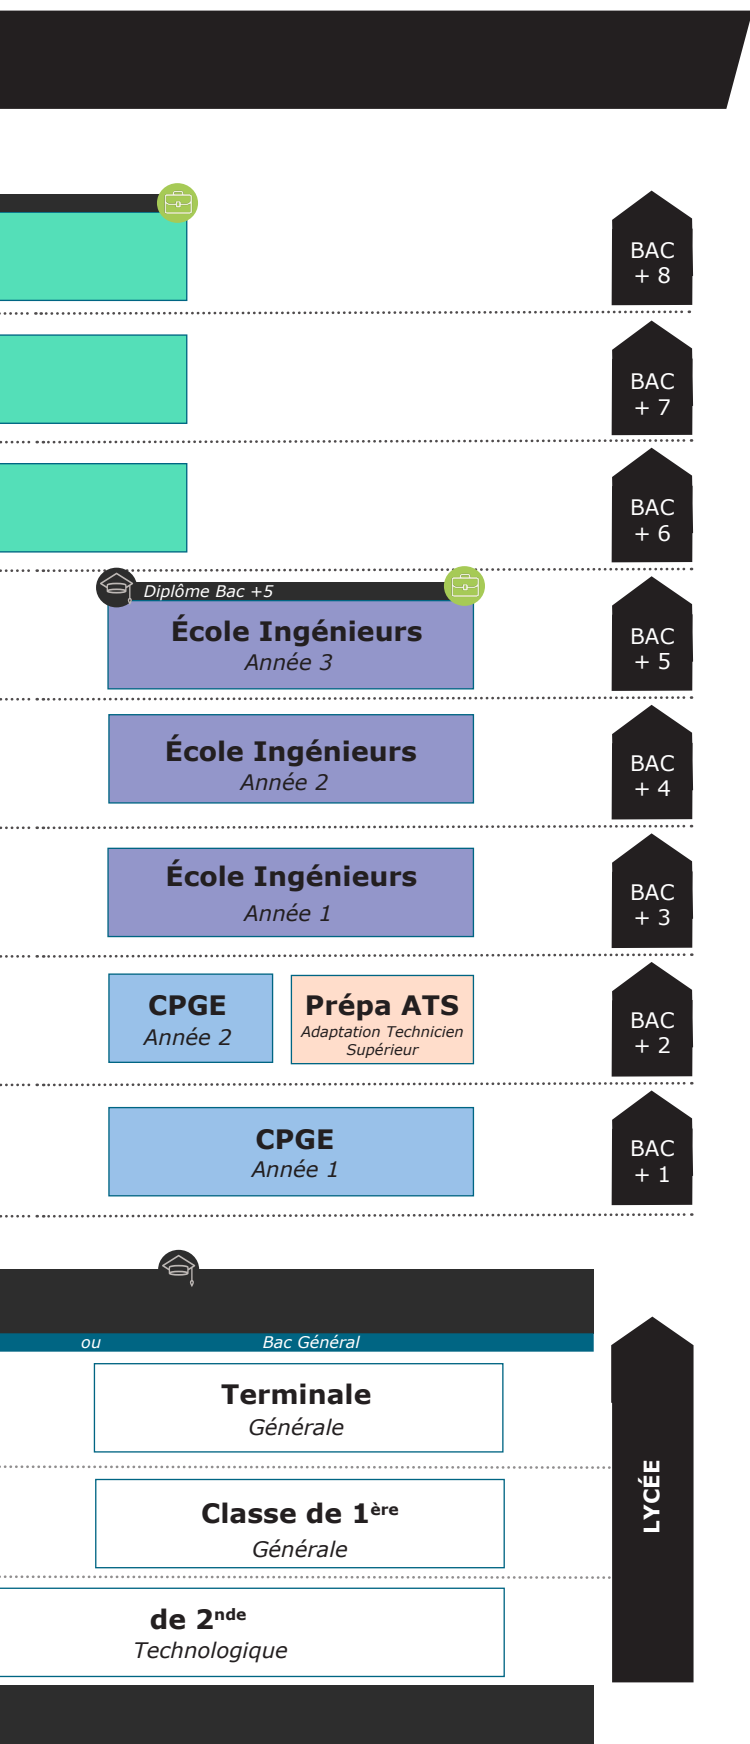 BAC
+ 8
BAC
+ 7
BAC
+ 6
Diplôme Bac +5
École Ingénieurs
Année 3
BAC
+ 5
École Ingénieurs
Année 2
BAC
+ 4
École Ingénieurs
Année 1
BAC
+ 3
CPGE
Année 2
Prépa ATS
Adaptation Technicien
Supérieur
BAC
+ 2
CPGE
Année 1
BAC
+ 1
ou Bac Général
Terminale
Générale
LYCÉE
Classe de 1ère
Générale
de 2nde
Technologique